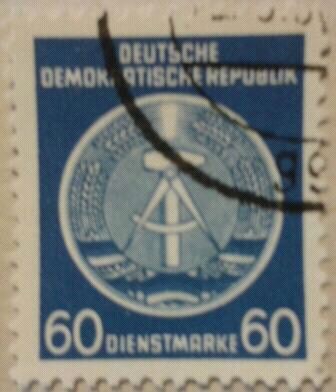 DEUTSCHE
DEMOKRATISCHE REPUBLIK
60 DIENSTMARKE 60